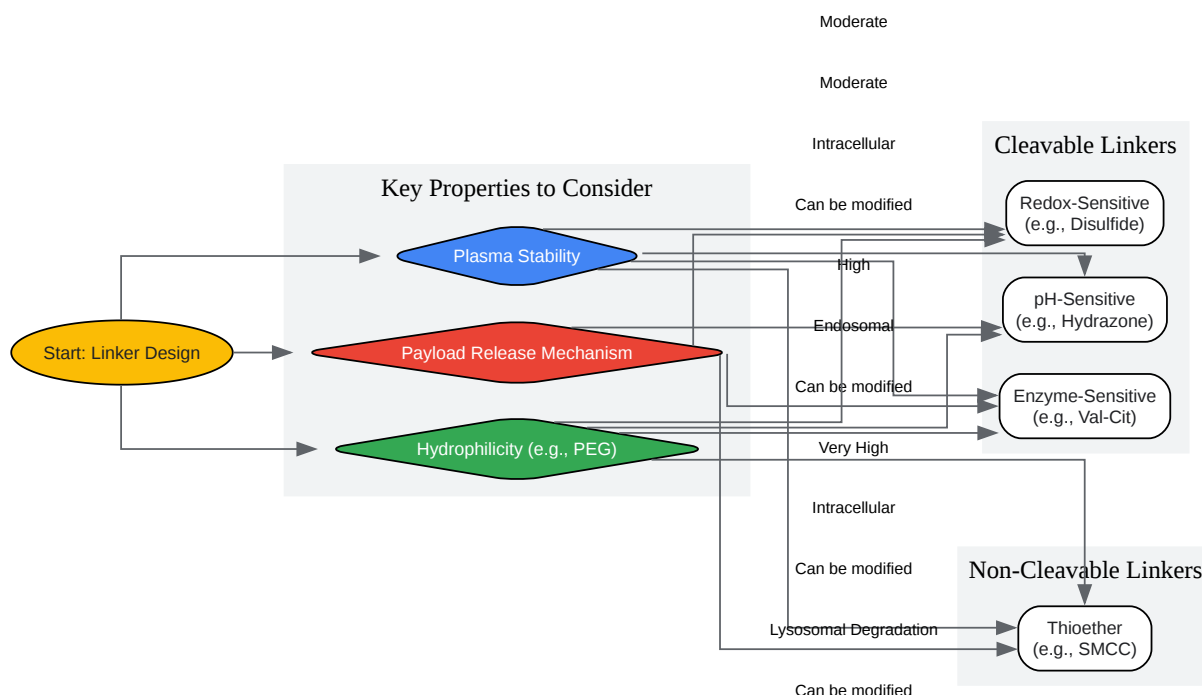 Moderate
Moderate
Intracellular
Can be modified
High
Endosomal
Can be modified
Very High
Intracellular
Can be modified
Lysosomal Degradation
Can be modified
Start: Linker Design
Key Properties to Consider
Plasma Stability
Payload Release Mechanism
Hydrophilicity (e.g., PEG)
Cleavable Linkers
Redox-Sensitive
(e.g., Disulfide)
pH-Sensitive
(e.g., Hydrazone)
Enzyme-Sensitive
(e.g., Val-Cit)
Non-Cleavable Linkers
Thioether
(e.g., SMCC)